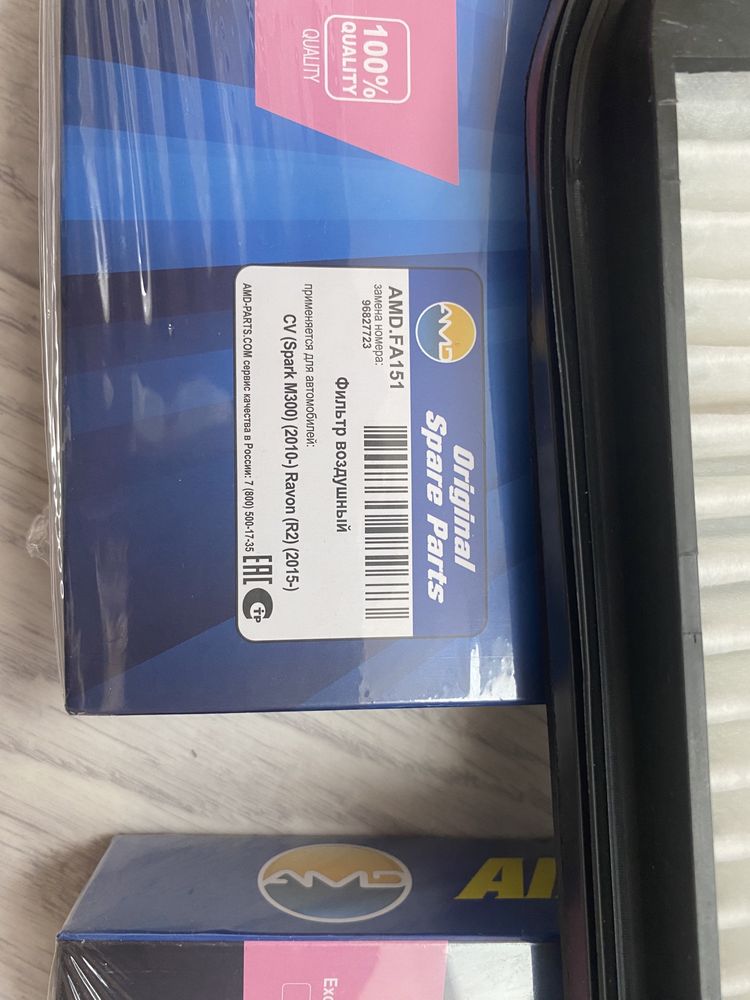 100%
QUALITY
QUALITY
AMD
Original
Spare Parts
AMD.FA151
замена номера:
96827723
Фильтр воздушный
применяется для автомобилей:
CV (Spark M300) (2010-) Ravon (R2) (2015-)
AMD-PARTS.COM сервис качества в России: 7 (800) 500-17-35
EAC
AMD